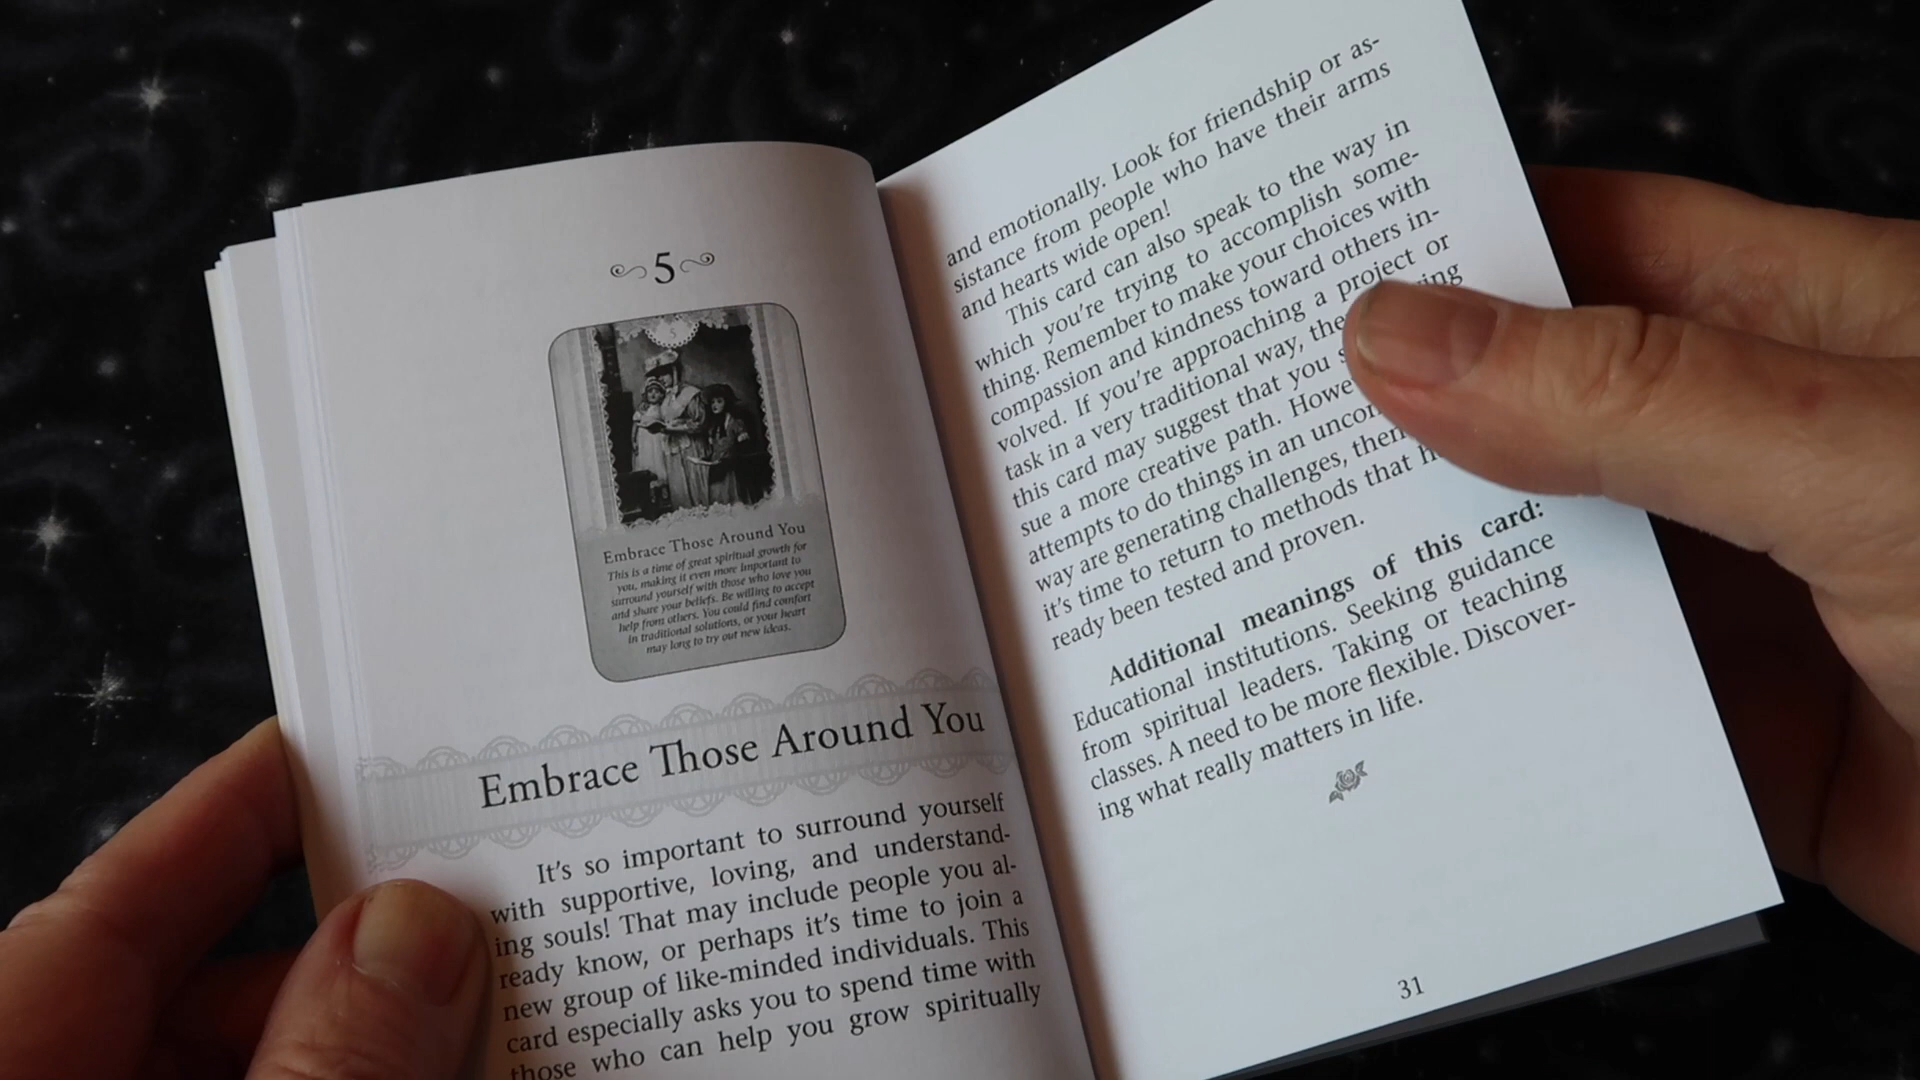 5
5
Embrace Those Around You
This is a time of great spiritual growth for
you, making it even more important to
surround yourself with those who love you
and share your beliefs. Be willing to accept
help from others. You could find comfort
in traditional solutions, or your heart
may long to try out new ideas.
Embrace Those Around You
It's so important to surround yourself
with supportive, loving, and understand-
ing souls! That may include people you al-
ready know, or perhaps it's time to join a
new group of like-minded individuals. This
card especially asks you to spend time with
those who can help you grow spiritually
and emotionally. Look for friendship or as-
sistance from people who have their arms
and hearts wide open!
This card can also speak to the way in
which you're trying to accomplish some-
thing. Remember to make your choices with
compassion and kindness toward others in-
volved. If you're approaching a project or
task in a very traditional way,
this card may suggest that you
sue a more creative path.
attempts to do things in an
way are generating challenges,
it's time to return to methods that
ready been tested and proven.
Additional meanings of this card:
Educational institutions. Seeking guidance
from spiritual leaders. Taking or teaching
classes. A need to be more flexible. Discover-
ing what really matters in life.
31